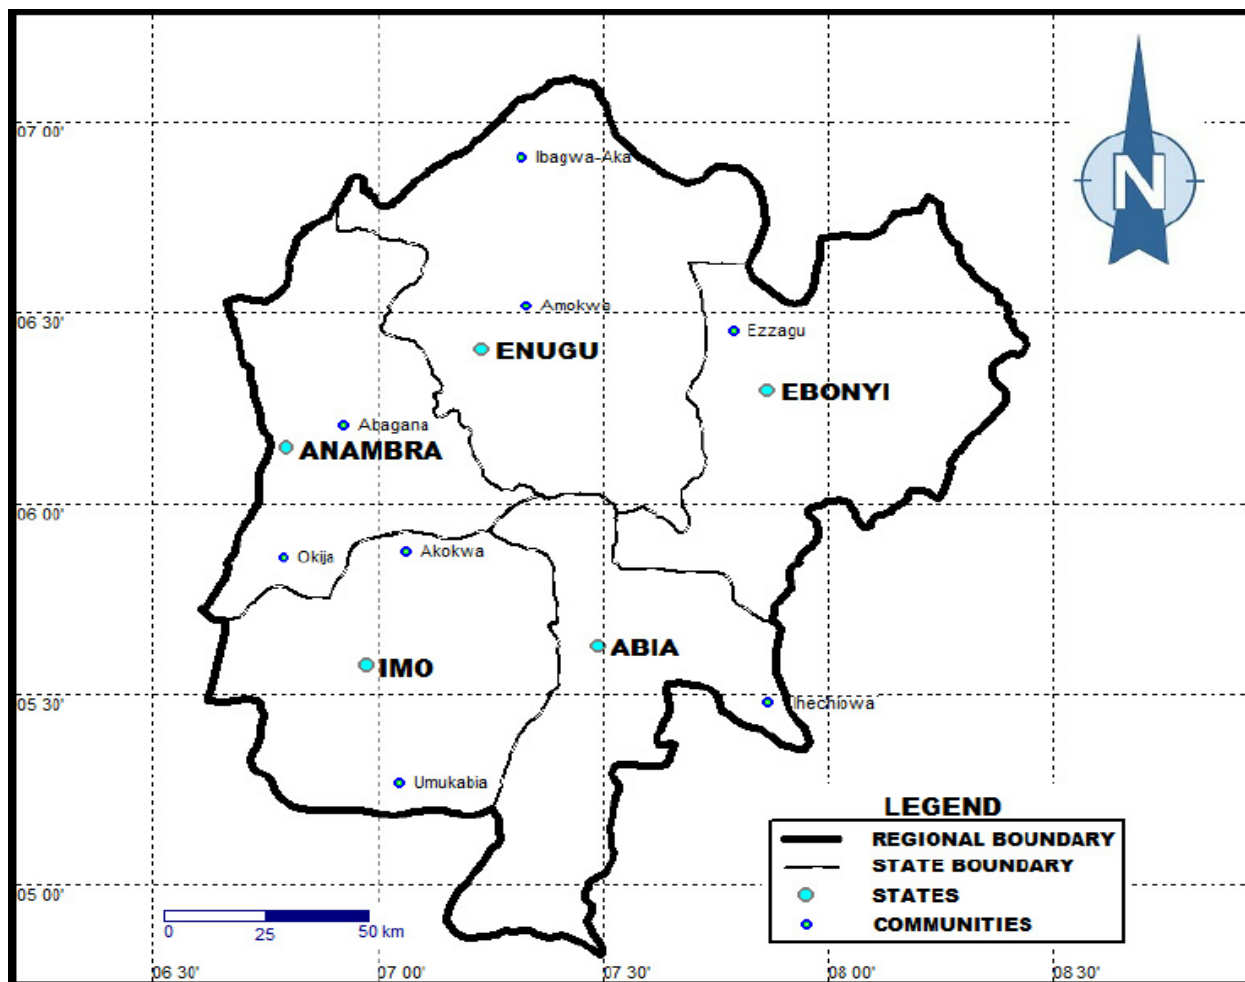 N
07 00'
Ibagwa-Aka
06 30'
Amokwe
Ezzagu
ENUGU
EBONYI
Abagana
ANAMBRA
06 00'
Okija
Akokwa
ABIA
IMO
05 30'
Ihechiowa
Umukabia
LEGEND
REGIONAL BOUNDARY
STATE BOUNDARY
STATES
COMMUNITIES
05 00'
0 25 50 km
06 30' 07 00' 07 30' 08 00' 08 30'